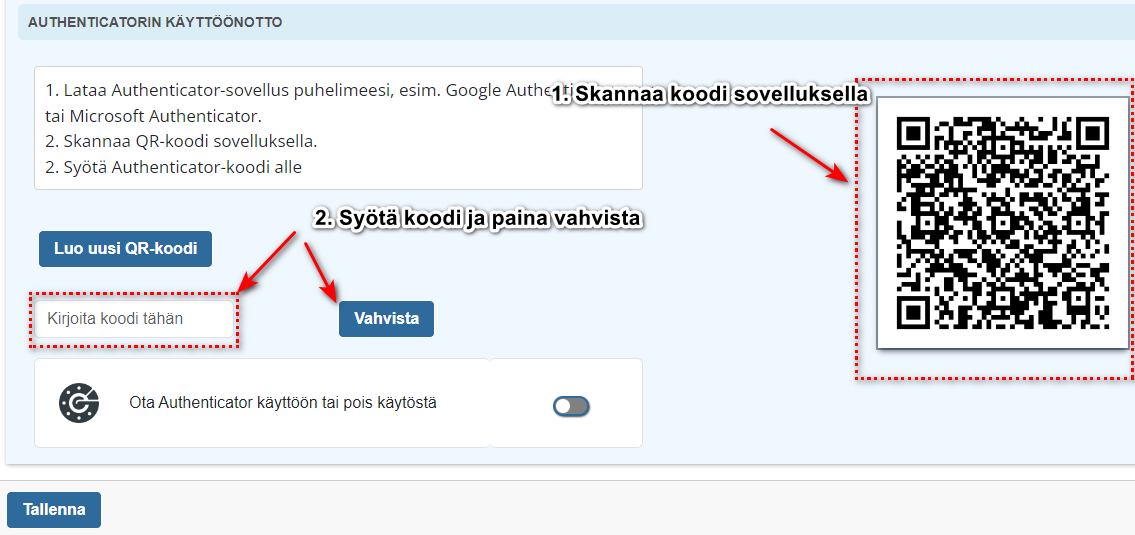 AUTHENTICATORIN KÄYTTÖÖNOTTO
1. Lataa Authenticator-sovellus puhelimeesi, esim. Google
tai Microsoft Authenticator.
2. Skannaa QR-koodi sovelluksella.
2. Syötä Authenticator-koodi alle
1. Skannaa koodi sovelluksella
2. Syötä koodi ja paina vahvista
Luo uusi QR-koodi
Kirjoita koodi tähän
Vahvista
Ota Authenticator käyttöön tai pois käytöstä
Tallenna